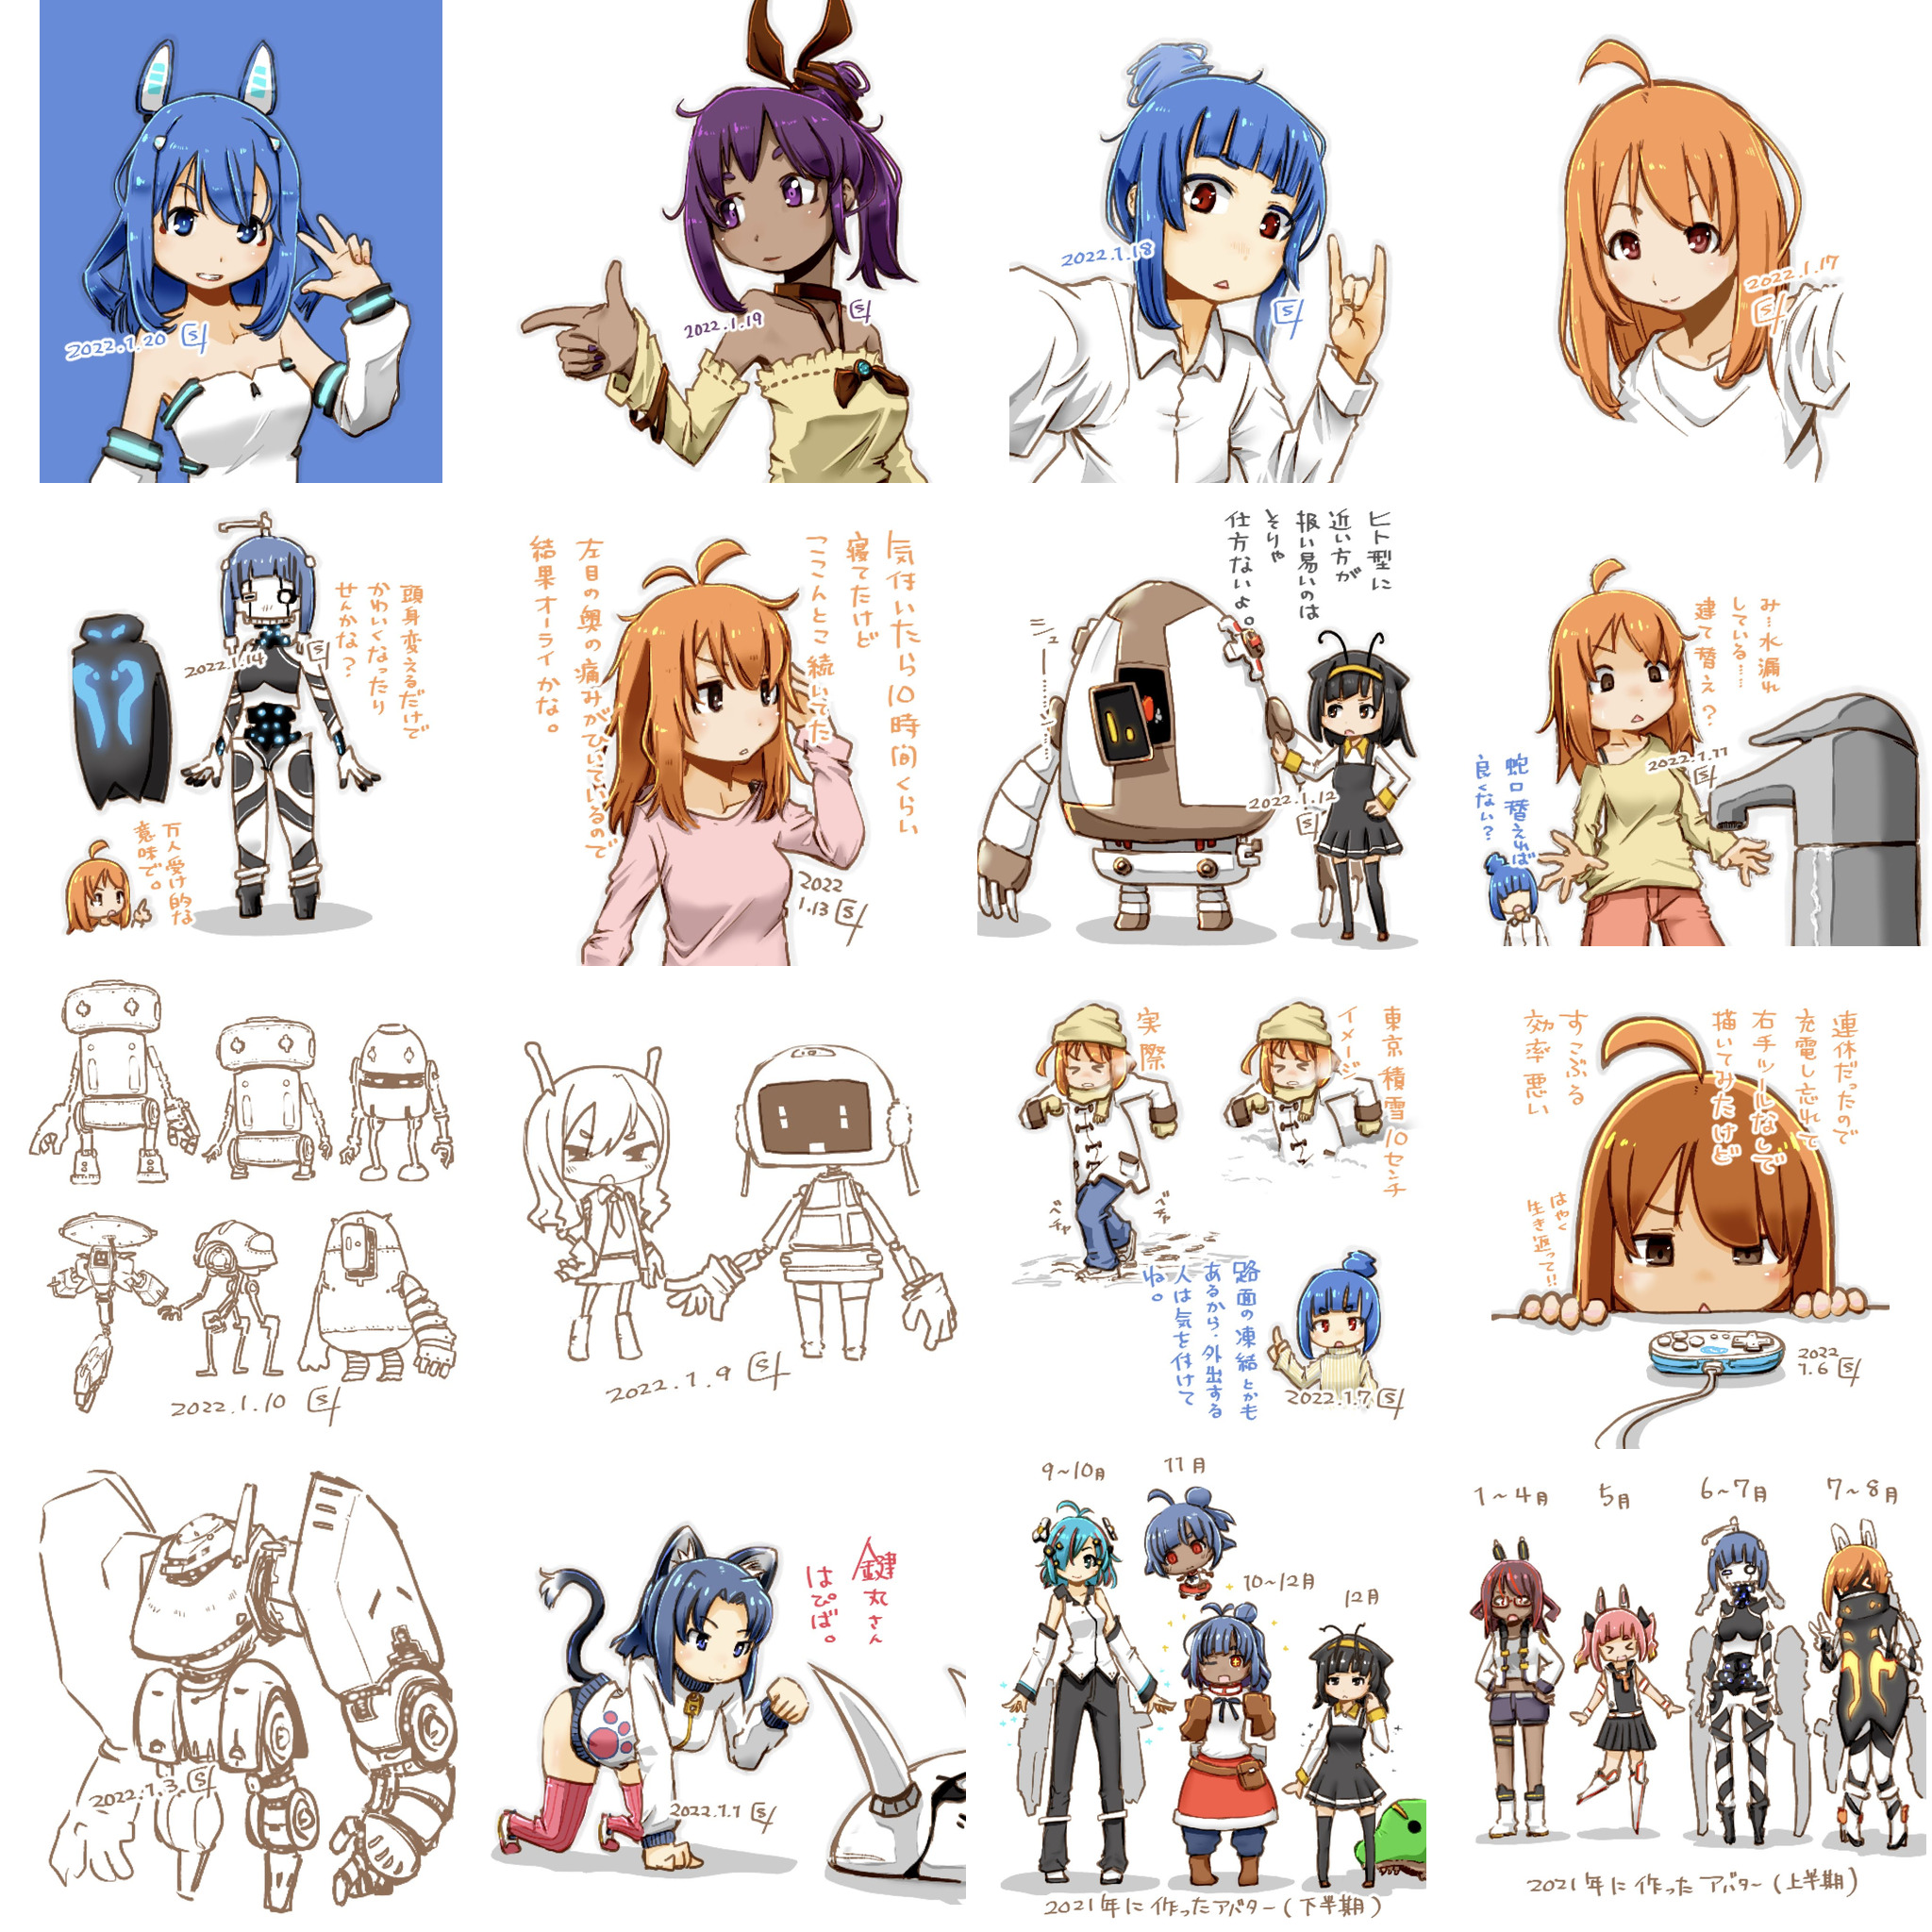 2022.1.20
2022.1.19
2022.1.18
2022.1.17
頭身変えるだけで
かわいくなったり
せんかな?
2022.1.14
万人受け的な
意味で。
気付いたら10時間くらい
寝てたけど
ここんとこ続いてた
左目の奥の痛みがひいているので
結果オーライかな。
2022
1.13
ヒト型に
近い方が
扱い易いのは
そりゃ
仕方ないよ。
2022.1.12
み…水漏れ
している……
建て替え?
2022.1.11
蛇口替えれば
良くない?
2022.1.10
2022.1.9
東京積雪10センチ
イメージ
実際
ベチャ
ベチャ
路面の凍結とかも
あるから、外出する
人は気を付けて
ね。
2022.1.7
連休だったので
充電し忘れて
右手ツールなしで
描いてみたけど
すこぶる
効率悪い
はやく
生き返って!!
2022
1.6
2022.1.3
鍵丸さん
はぴば。
2022.1.1
9~10月
11月
10~12月
12月
2021年に作ったアバター(下半期)
1~4月
5月
6~7月
7~8月
2021年に作ったアバター(上半期)